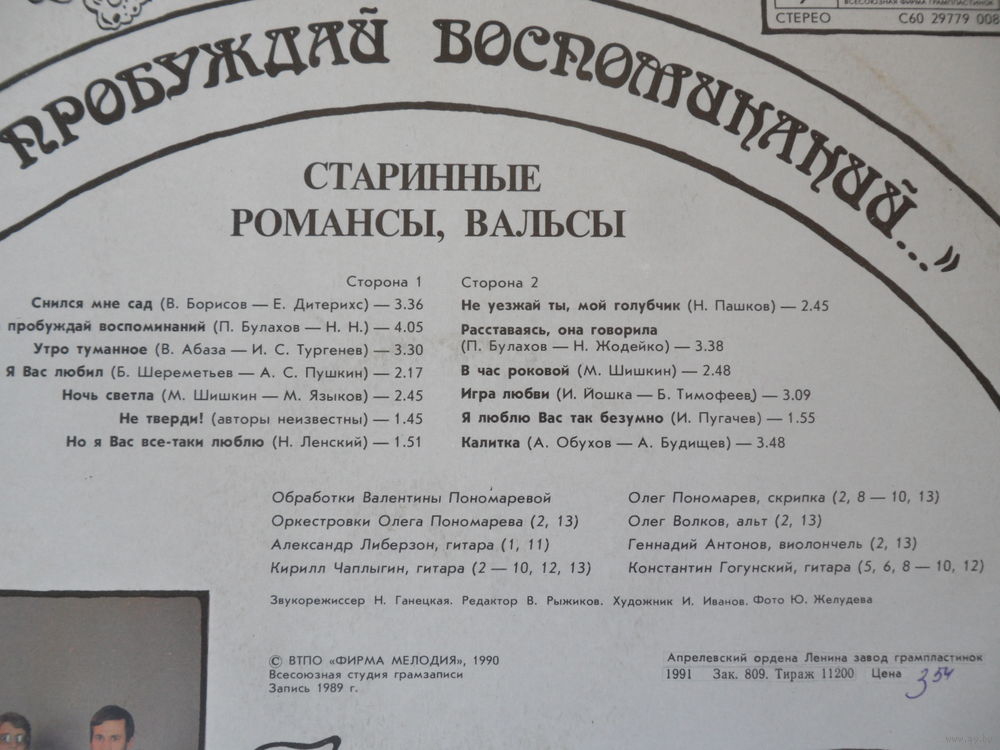 ВСЕСОЮЗНАЯ ФИРМА ГРАМПЛАСТИНОК
СТЕРЕО С60 29779 008
ПРОБУЖДАЙ ВОСПОМИНАНИЙ...»
СТАРИННЫЕ
РОМАНСЫ, ВАЛЬСЫ
Сторона 1
Снился мне сад (В. Борисов — Е. Дитерихс) — 3.36
пробуждай воспоминаний (П. Булахов — Н. Н.) — 4.05
Утро туманное (В. Абаза — И. С. Тургенев) — 3.30
Я Вас любил (Б. Шереметьев — А. С. Пушкин) — 2.17
Ночь светла (М. Шишкин — М. Языков) — 2.45
Не тверди! (авторы неизвестны) — 1.45
Но я Вас все-таки люблю (Н. Ленский) — 1.51
Сторона 2
Не уезжай ты, мой голубчик (Н. Пашков) — 2.45
Расставаясь, она говорила
(П. Булахов — Н. Жодейко) — 3.38
В час роковой (М. Шишкин) — 2.48
Игра любви (И. Йошка — Б. Тимофеев) — 3.09
Я люблю Вас так безумно (И. Пугачев) — 1.55
Калитка (А. Обухов — А. Будищев) — 3.48
Обработки Валентины Пономаревой
Оркестровки Олега Пономарева (2, 13)
Александр Либерзон, гитара (1, 11)
Кирилл Чаплыгин, гитара (2 — 10, 12, 13)
Олег Пономарев, скрипка (2, 8 — 10, 13)
Олег Волков, альт (2, 13)
Геннадий Антонов, виолончель (2, 13)
Константин Гогунский, гитара (5, 6, 8 — 10, 12)
Звукорежиссер Н. Ганецкая. Редактор В. Рыжиков. Художник И. Иванов. Фото Ю. Желудева
© ВТПО «ФИРМА МЕЛОДИЯ», 1990
Всесоюзная студия грамзаписи
Запись 1989 г.
Апрелевский ордена Ленина завод грампластинок
1991 Зак. 809. Тираж 11200 Цена 3 54
www.ay.by